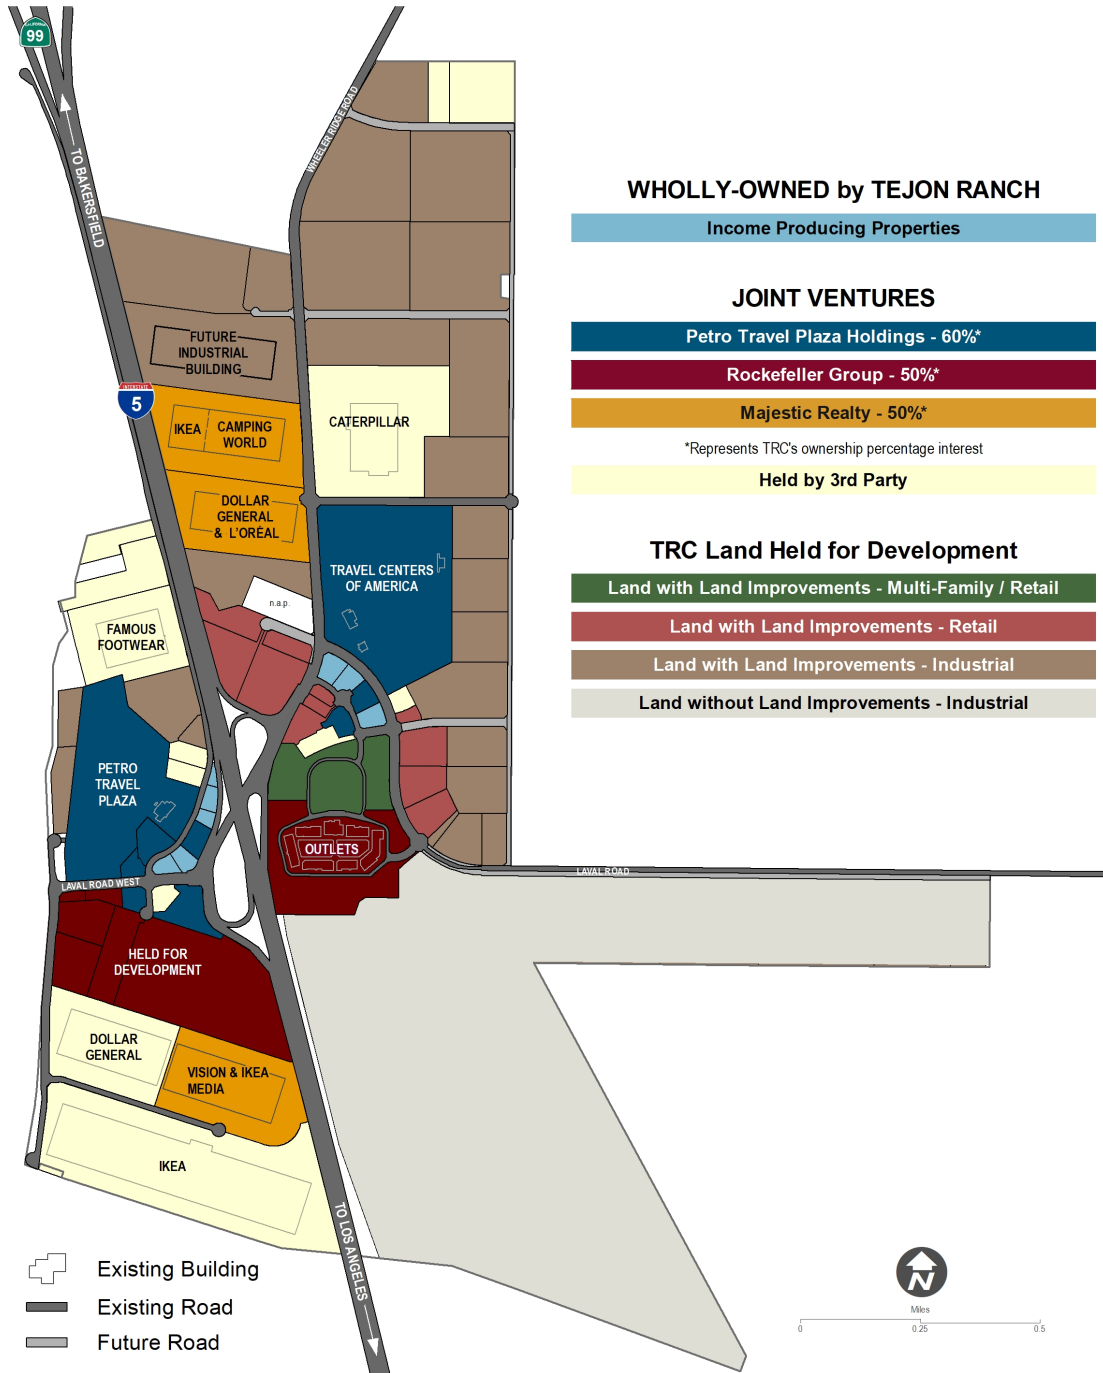 CALIFORNIA
99
TO BAKERSFIELD
WHEELER RIDGE ROAD
WHOLLY-OWNED by TEJON RANCH
Income Producing Properties
JOINT VENTURES
Petro Travel Plaza Holdings - 60%*
Rockefeller Group - 50%*
Majestic Realty - 50%*
*Represents TRC's ownership percentage interest
Held by 3rd Party
TRC Land Held for Development
Land with Land Improvements - Multi-Family / Retail
Land with Land Improvements - Retail
Land with Land Improvements - Industrial
Land without Land Improvements - Industrial
FUTURE
INDUSTRIAL
BUILDING
INTERSTATE
5
IKEA
CAMPING
WORLD
CATERPILLAR
DOLLAR
GENERAL
& L'ORÉAL
TRAVEL CENTERS
OF AMERICA
n.a.p.
FAMOUS
FOOTWEAR
PETRO
TRAVEL
PLAZA
OUTLETS
LAVAL ROAD
LAVAL ROAD WEST
HELD FOR
DEVELOPMENT
DOLLAR
GENERAL
VISION & IKEA
MEDIA
IKEA
TO LOS ANGELES
Existing Building
Existing Road
Future Road
N
Miles
0
0.25
0.5